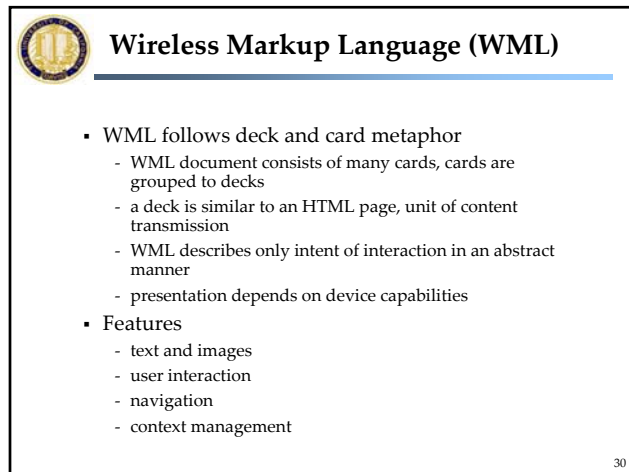 Wireless Markup Language (WML)
▪ WML follows deck and card metaphor
- WML document consists of many cards, cards are
grouped to decks
- a deck is similar to an HTML page, unit of content
transmission
- WML describes only intent of interaction in an abstract
manner
- presentation depends on device capabilities
▪ Features
- text and images
- user interaction
- navigation
- context management
30